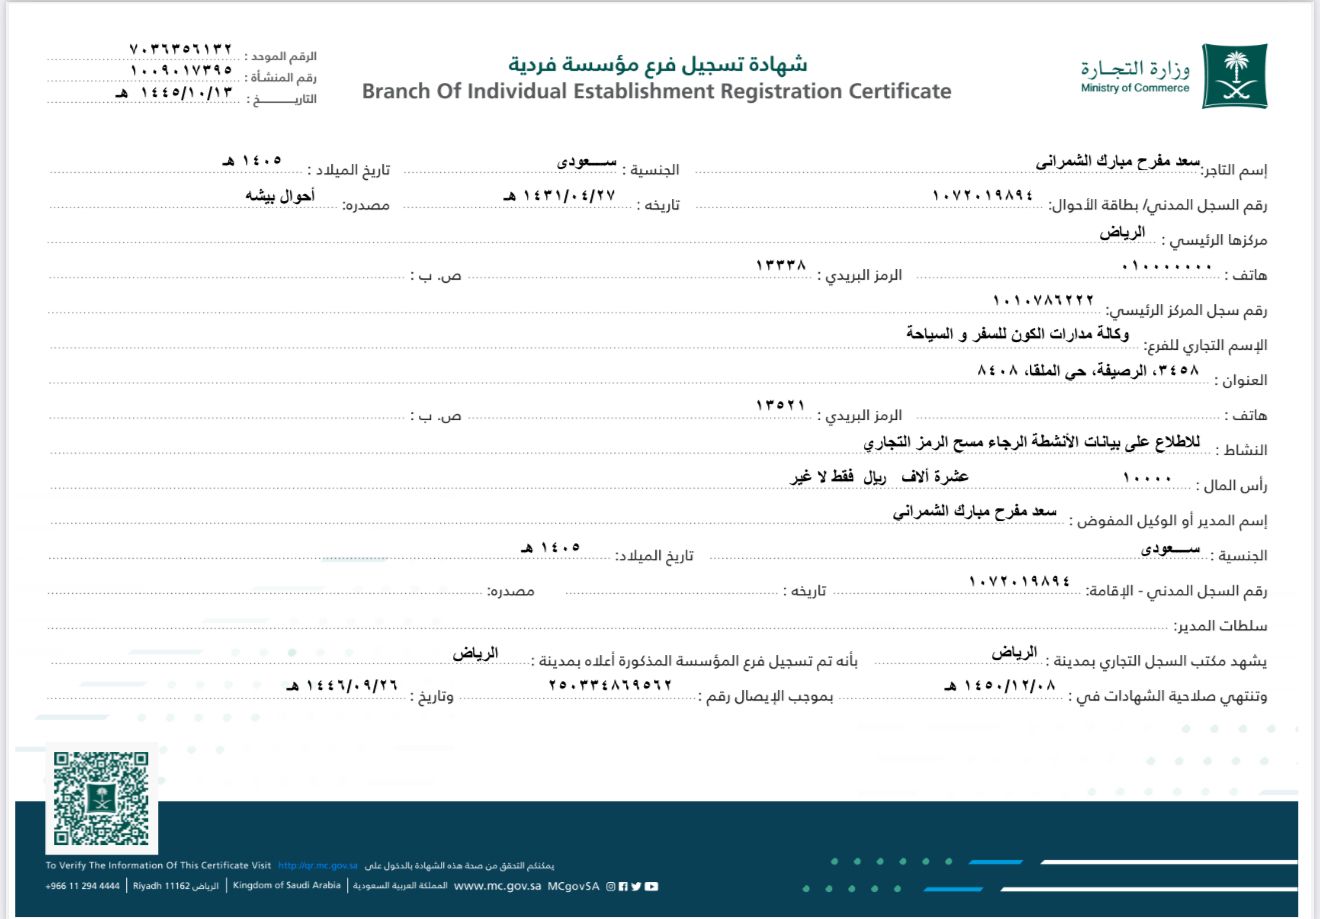 الرقم الموحد : ٧٠٣٦٣٥٦١٣٢
رقم المنشأة : ١٠٠٩٠١٧٣٩٥
التاريــــــخ : ١٤٤٥/١٠/١٣ هـ
شهادة تسجيل فرع مؤسسة فردية
Branch Of Individual Establishment Registration Certificate
وزارة التجـارة
Ministry of Commerce
إسم التاجر: سعد مفرح مبارك الشمرانى الجنسية : ســـعودى تاريخ الميلاد : ١٤٠٥ هـ
رقم السجل المدني/ بطاقة الأحوال: ١٠٧٢٠١٩٨٩٤ تاريخه : ١٤٣١/٠٤/٢٧ هـ مصدره: أحوال بيشه
مركزها الرئيسي : الرياض
هاتف : ٠١٠٠٠٠٠٠٠ الرمز البريدي : ١٣٣٣٨ ص. ب :
رقم سجل المركز الرئيسي: ١٠١٠٧٨٦٢٢٢
الإسم التجاري للفرع: وكالة مدارات الكون للسفر و السياحة
العنوان : ٣٤٥٨، الرصيفة، حي الملقا، ٨٤٠٨
هاتف : الرمز البريدي : ١٣٥٢١ ص. ب :
النشاط : للاطلاع على بيانات الأنشطة الرجاء مسح الرمز التجاري
رأس المال : ١٠٠٠٠ عشرة ألاف ريال فقط لا غير
إسم المدير أو الوكيل المفوض : سعد مفرح مبارك الشمراني
الجنسية : ســـعودى تاريخ الميلاد: ١٤٠٥ هـ
رقم السجل المدني - الإقامة: ١٠٧٢٠١٩٨٩٤ تاريخه : مصدره:
سلطات المدير:
يشهد مكتب السجل التجاري بمدينة : الرياض بأنه تم تسجيل فرع المؤسسة المذكورة أعلاه بمدينة : الرياض
وتنتهي صلاحية الشهادات في : ١٤٥٠/١٢/٠٨ هـ بموجب الإيصال رقم : ٢٥٠٣٣٤٨٦٩٥٦٢ وتاريخ : ١٤٤٦/٠٩/٢٦ هـ
To Verify The Information Of This Certificate Visit http://qr.mc.gov.sa يمكنكم التحقق من صحة هذه الشهادة بالدخول على
+966 11 294 4444 | Riyadh 11162 الرياض | Kingdom of Saudi Arabia | المملكة العربية السعودية www.mc.gov.sa MCgovSA